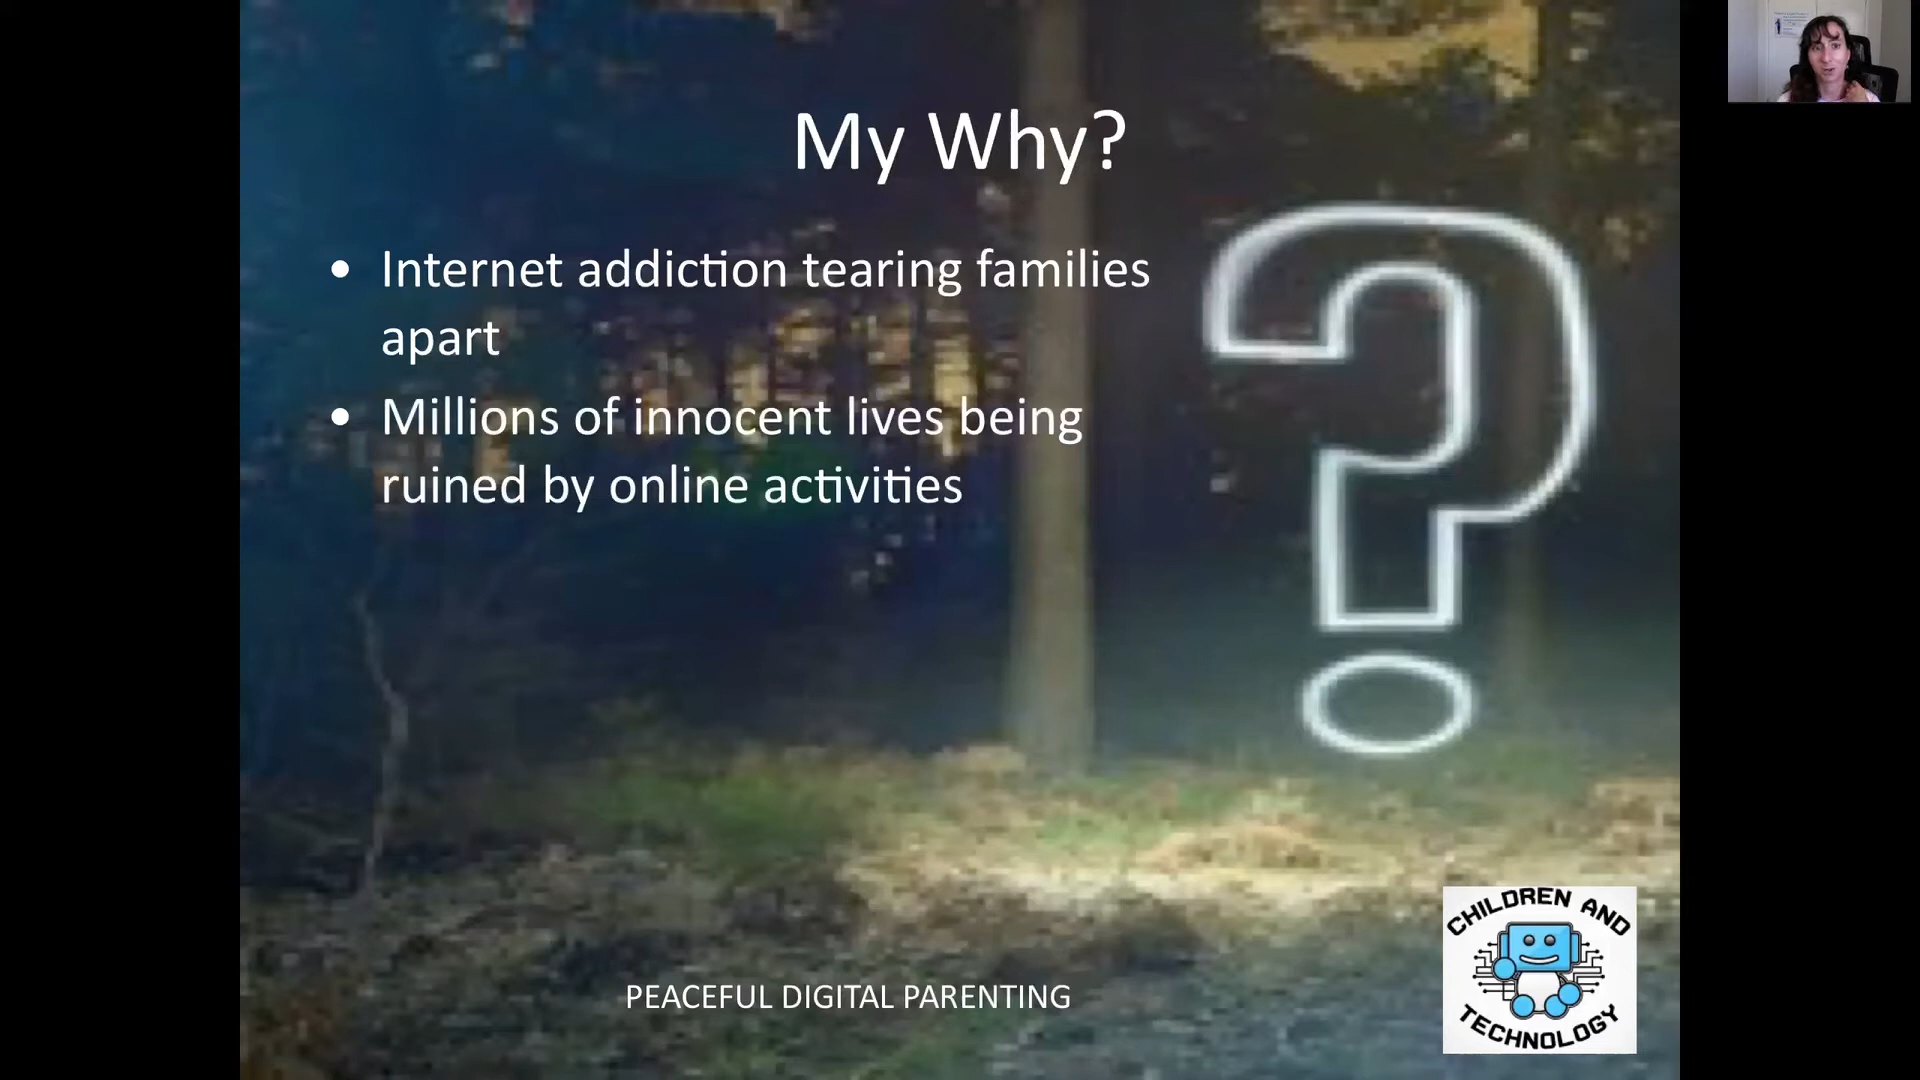 My Why?
• Internet addiction tearing families
apart
• Millions of innocent lives being
ruined by online activities
PEACEFUL DIGITAL PARENTING
CHILDREN AND
TECHNOLOGY